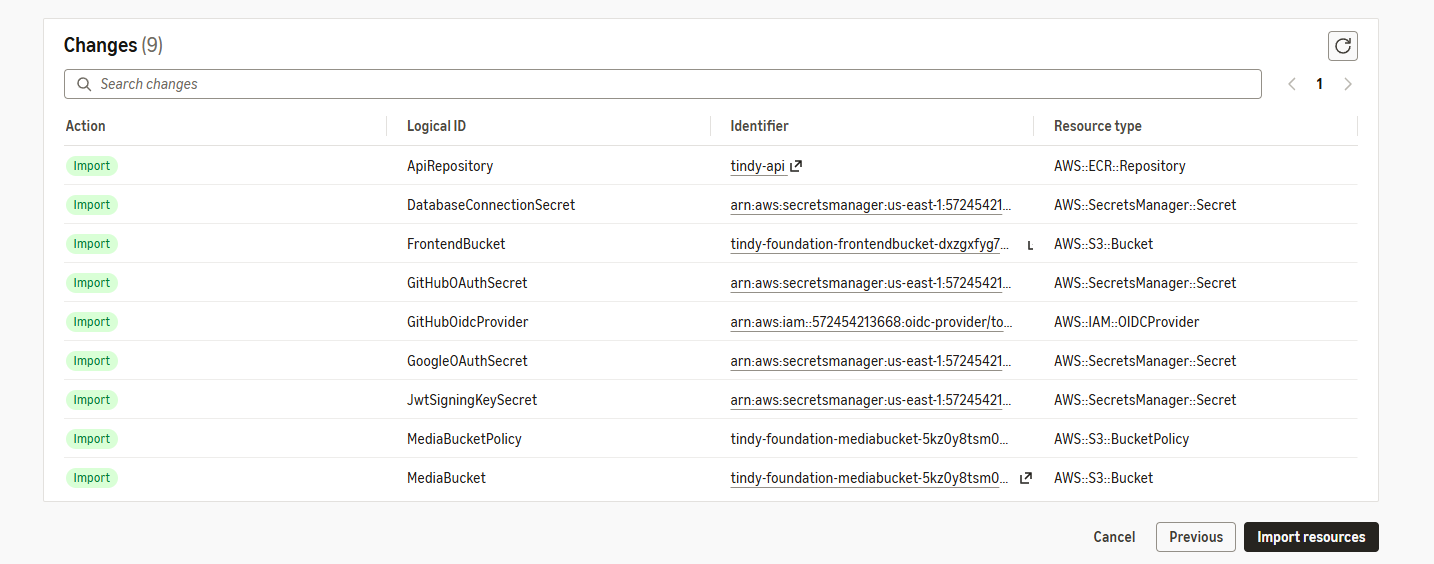 Changes (9)
Search changes
1
Action Logical ID Identifier Resource type
Import ApiRepository tindy-api AWS::ECR::Repository
Import DatabaseConnectionSecret arn:aws:secretsmanager:us-east-1:57245421... AWS::SecretsManager::Secret
Import FrontendBucket tindy-foundation-frontendbucket-dxzgxfyg7... AWS::S3::Bucket
Import GitHubOAuthSecret arn:aws:secretsmanager:us-east-1:57245421... AWS::SecretsManager::Secret
Import GitHubOidcProvider arn:aws:iam::572454213668:oidc-provider/to... AWS::IAM::OIDCProvider
Import GoogleOAuthSecret arn:aws:secretsmanager:us-east-1:57245421... AWS::SecretsManager::Secret
Import JwtSigningKeySecret arn:aws:secretsmanager:us-east-1:57245421... AWS::SecretsManager::Secret
Import MediaBucketPolicy tindy-foundation-mediabucket-5kz0y8tsm0... AWS::S3::BucketPolicy
Import MediaBucket tindy-foundation-mediabucket-5kz0y8tsm0... AWS::S3::Bucket
Cancel Previous Import resources